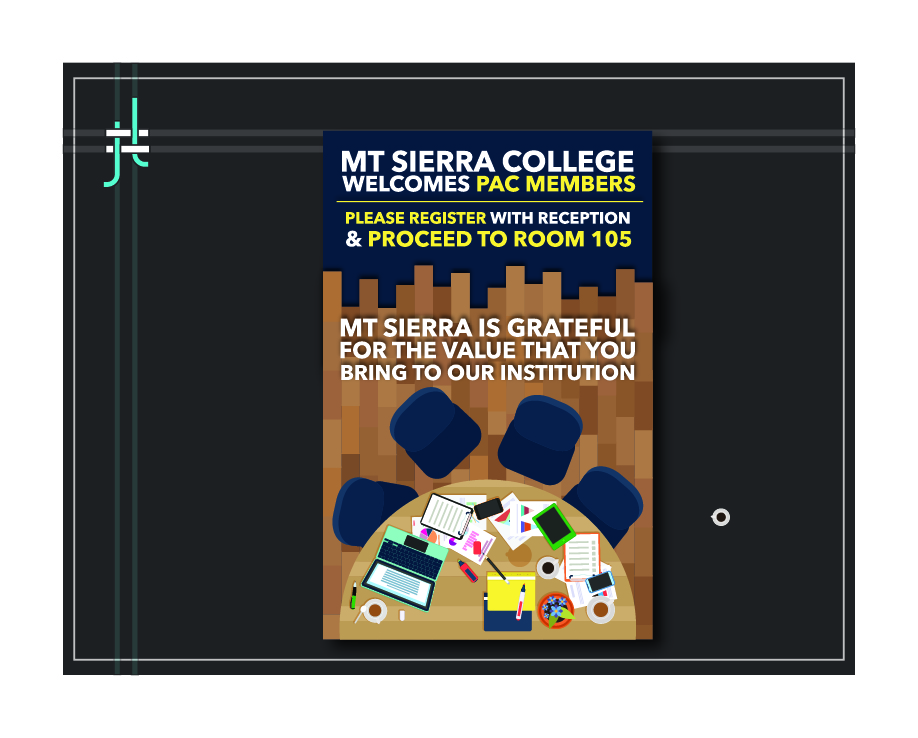 jt
MT SIERRA COLLEGE
WELCOMES PAC MEMBERS
PLEASE REGISTER WITH RECEPTION
& PROCEED TO ROOM 105
MT SIERRA IS GRATEFUL
FOR THE VALUE THAT YOU
BRING TO OUR INSTITUTION